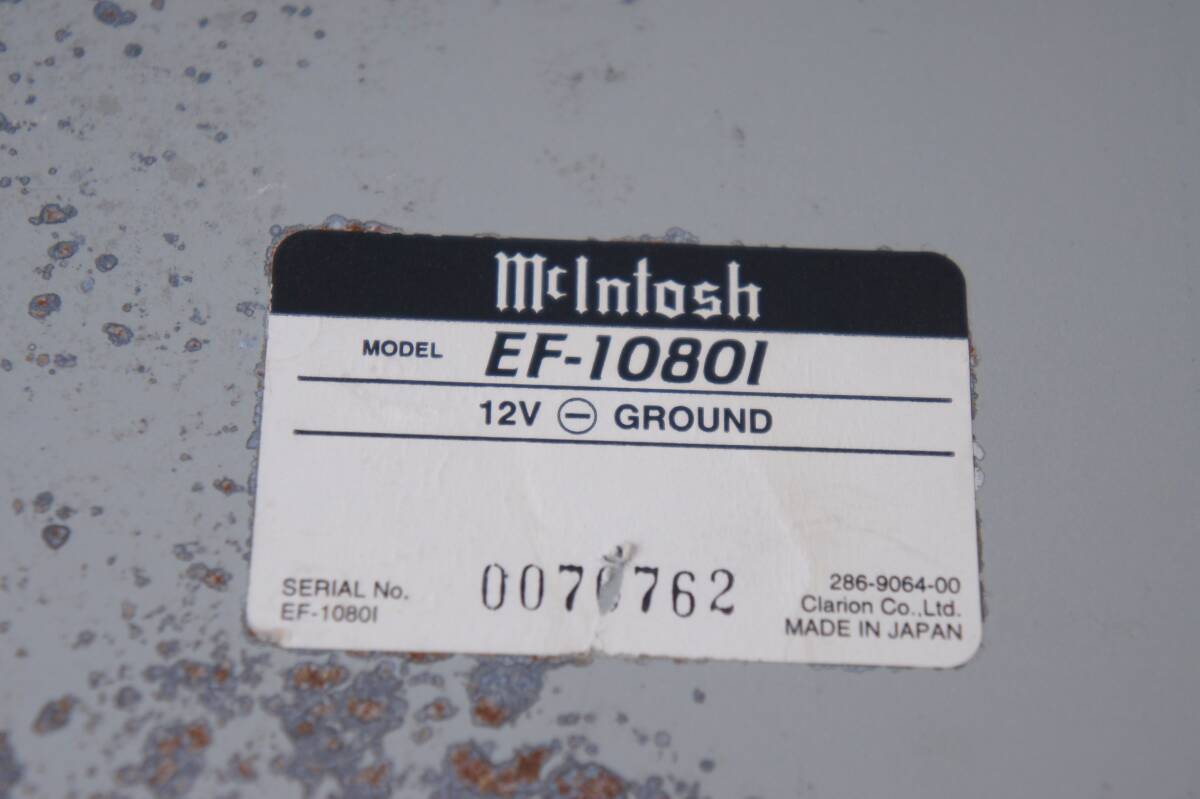 McIntosh
MODEL EF-1080I
12V ⊖ GROUND
SERIAL No.
EF-1080I
286-9064-00
Clarion Co.,Ltd.
MADE IN JAPAN